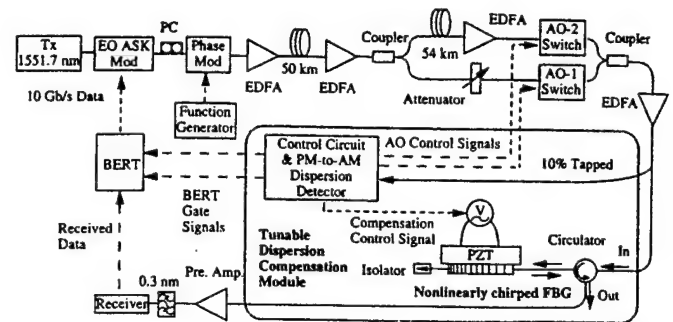 Tx
1551.7 nm
EO ASK
Mod
PC
Phase
Mod
EDFA
50 km
EDFA
Coupler
54 km
EDFA
AO-2
Switch
Coupler
Attenuator
AO-1
Switch
EDFA
10 Gb/s Data
Function
Generator
BERT
Control Circuit
& PM-to-AM
Dispersion
Detector
AO Control Signals
10% Tapped
BERT
Gate
Signals
Received
Data
Compensation
Control Signal
V
PZT
Circulator
In
Out
Tunable
Dispersion
Compensation
Module
Isolator
Nonlinearly chirped FBG
Receiver
0.3 nm
Pre. Amp.